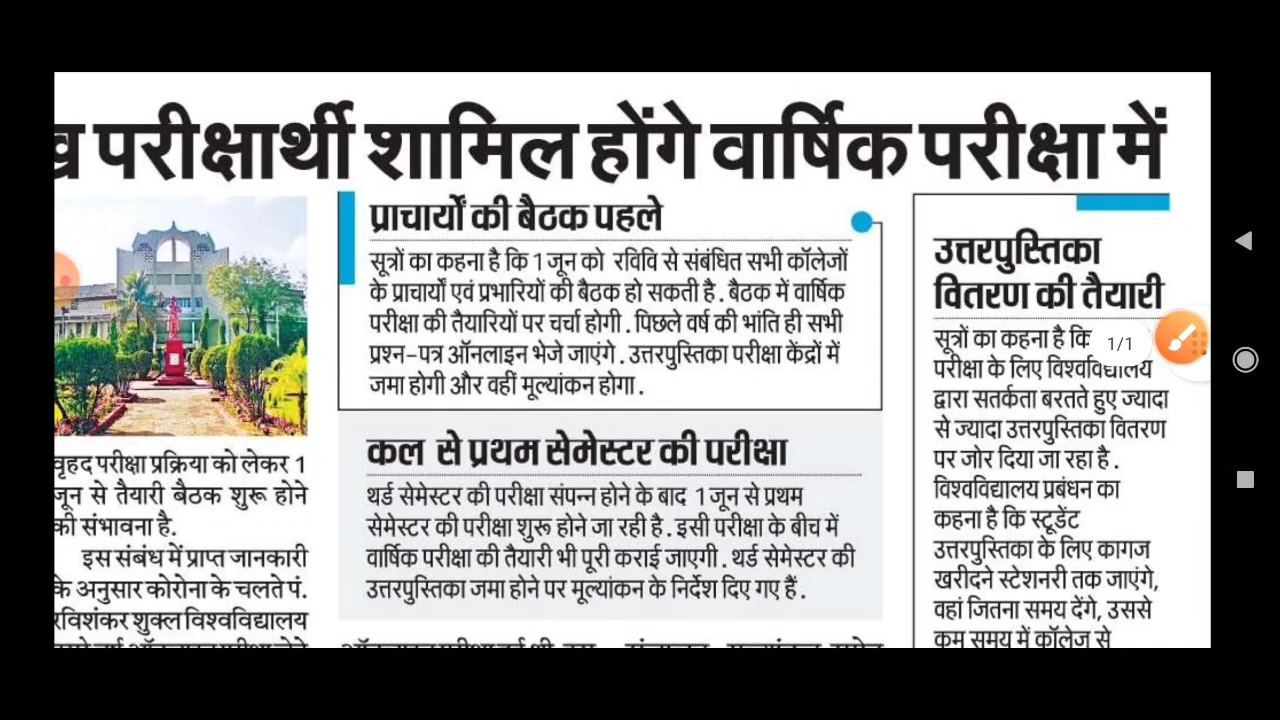 परीक्षार्थी शामिल होंगे वार्षिक परीक्षा में
वृहद परीक्षा प्रक्रिया को लेकर 1
जून से तैयारी बैठक शुरू होने
की संभावना है.
इस संबंध में प्राप्त जानकारी
के अनुसार कोरोना के चलते पं.
रविशंकर शुक्ल विश्वविद्यालय
प्राचार्यों की बैठक पहले
सूत्रों का कहना है कि 1 जून को रविवि से संबंधित सभी कॉलेजों
के प्राचार्यों एवं प्रभारियों की बैठक हो सकती है. बैठक में वार्षिक
परीक्षा की तैयारियों पर चर्चा होगी. पिछले वर्ष की भांति ही सभी
प्रश्न-पत्र ऑनलाइन भेजे जाएंगे. उत्तरपुस्तिका परीक्षा केंद्रों में
जमा होगी और वहीं मूल्यांकन होगा.
कल से प्रथम सेमेस्टर की परीक्षा
थर्ड सेमेस्टर की परीक्षा संपन्न होने के बाद 1 जून से प्रथम
सेमेस्टर की परीक्षा शुरू होने जा रही है. इसी परीक्षा के बीच में
वार्षिक परीक्षा की तैयारी भी पूरी कराई जाएगी. थर्ड सेमेस्टर की
उत्तरपुस्तिका जमा होने पर मूल्यांकन के निर्देश दिए गए हैं.
उत्तरपुस्तिका
वितरण की तैयारी
सूत्रों का कहना है कि
परीक्षा के लिए विश्वविद्यालय
द्वारा सतर्कता बरतते हुए ज्यादा
से ज्यादा उत्तरपुस्तिका वितरण
पर जोर दिया जा रहा है.
विश्वविद्यालय प्रबंधन का
कहना है कि स्टूडेंट
उत्तरपुस्तिका के लिए कागज
खरीदने स्टेशनरी तक जाएंगे,
वहां जितना समय देंगे, उससे
कम समय में कॉलेज से
1/1